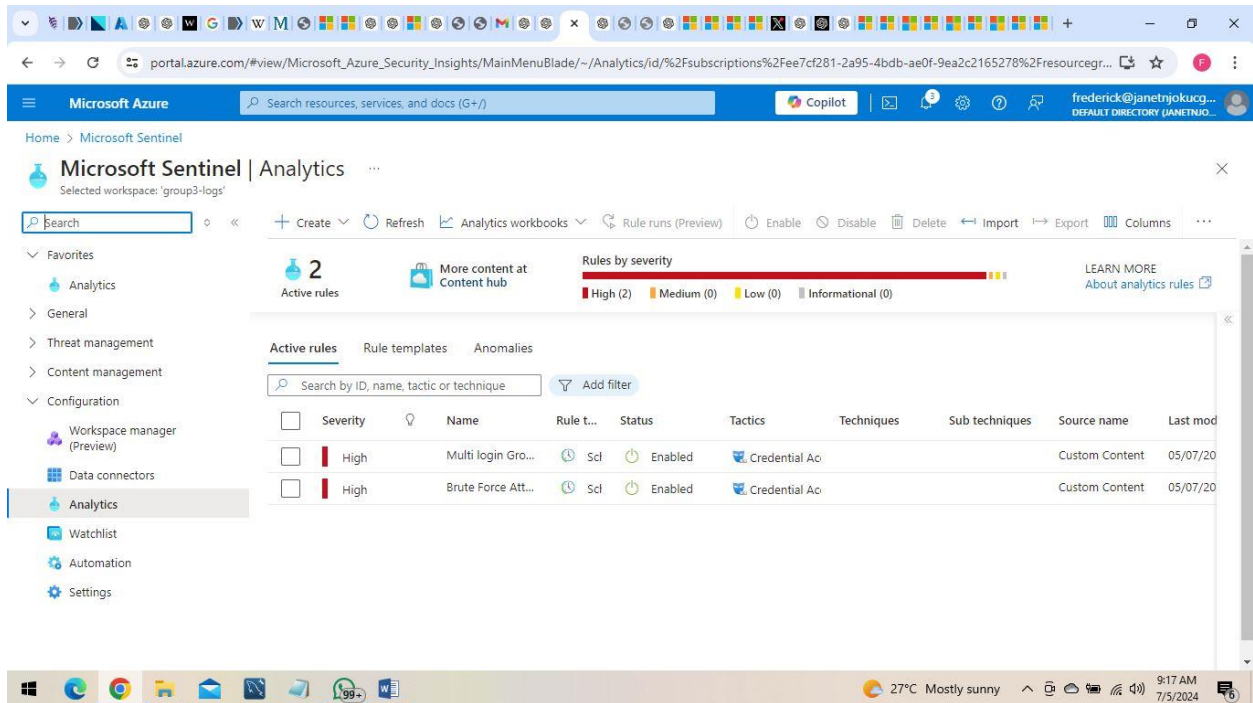 portal.azure.com/#view/Microsoft_Azure_Security_Insights/MainMenuBlade/~/Analytics/id/%2Fsubscriptions%2Fee7cf281-2a95-4bdb-ae0f-9ea2c2165278%2Fresourcegr...
F
Microsoft Azure
Search resources, services, and docs (G+/)
Copilot
3
frederick@janetnjokucg...
DEFAULT DIRECTORY (JANETNJO...
Home > Microsoft Sentinel
Microsoft Sentinel | Analytics ...
Selected workspace: 'group3-logs'
Search
Create
Refresh
Analytics workbooks
Rule runs (Preview)
Enable
Disable
Delete
Import
Export
Columns
...
Favorites
Analytics
General
Threat management
Content management
Configuration
Workspace manager
(Preview)
Data connectors
Analytics
Watchlist
Automation
Settings
2
Active rules
More content at
Content hub
Rules by severity
High (2) Medium (0) Low (0) Informational (0)
LEARN MORE
About analytics rules
Active rules Rule templates Anomalies
Search by ID, name, tactic or technique
Add filter
Severity Name Rule t... Status Tactics Techniques Sub techniques Source name Last mod
High Multi login Gro... Scl Enabled Credential Ac Custom Content 05/07/20
High Brute Force Att... Scl Enabled Credential Ac Custom Content 05/07/20
99+
27°C Mostly sunny
9:17 AM
7/5/2024
6